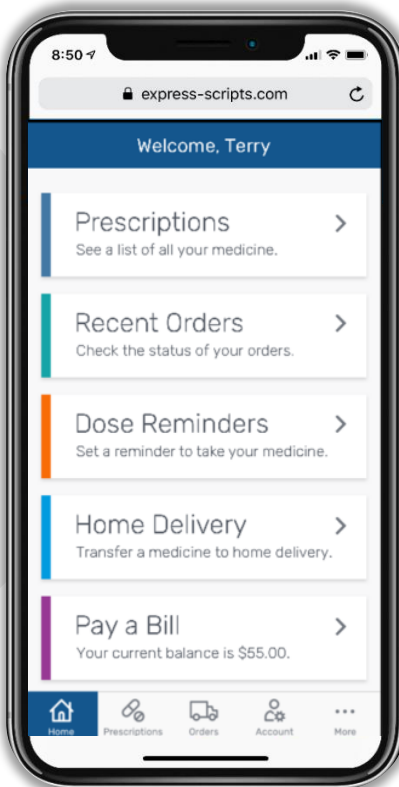 8:50
express-scripts.com
Welcome, Terry
Prescriptions
See a list of all your medicine.
Recent Orders
Check the status of your orders.
Dose Reminders
Set a reminder to take your medicine.
Home Delivery
Transfer a medicine to home delivery.
Pay a Bill
Your current balance is $55.00.
Home Prescriptions Orders Account More